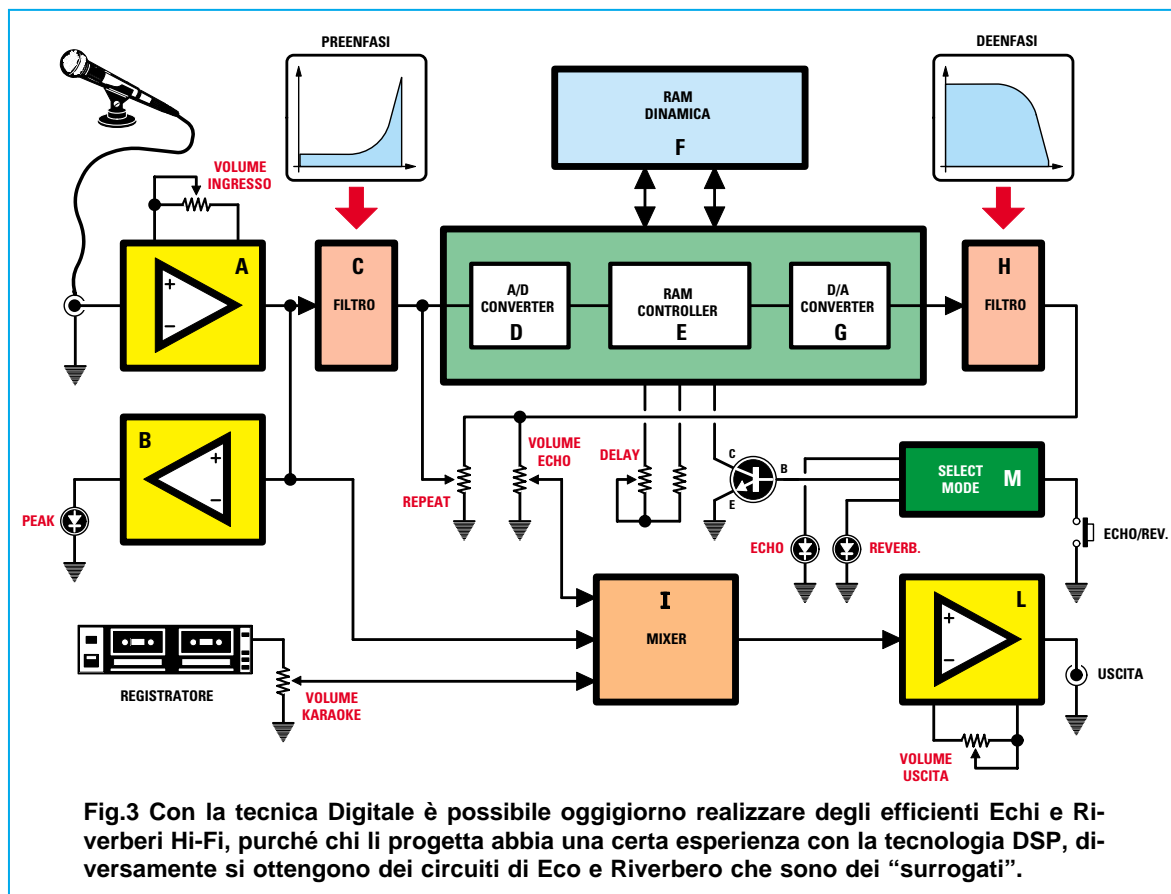 PREENFASI
DEENFASI
RAM
DINAMICA
F
VOLUME
INGRESSO
A
C
FILTRO
A/D
CONVERTER
D
RAM
CONTROLLER
E
D/A
CONVERTER
G
H
FILTRO
+
−
B
+
−
PEAK
REPEAT
VOLUME
ECHO
DELAY
C
B
E
SELECT
MODE
M
ECHO
REVERB.
ECHO/REV.
I
MIXER
L
+
−
USCITA
REGISTRATORE
VOLUME
KARAOKE
VOLUME
USCITA
Fig.3 Con la tecnica Digitale è possibile oggigiorno realizzare degli efficienti Echi e Ri-
verberi Hi-Fi, purché chi li progetta abbia una certa esperienza con la tecnologia DSP, di-
versamente si ottengono dei circuiti di Eco e Riverbero che sono dei “surrogati”.